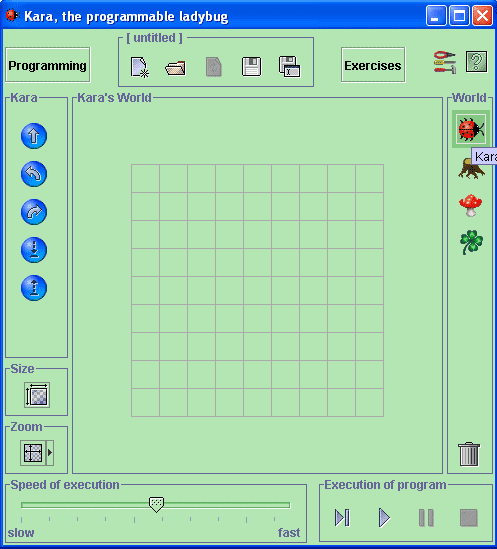 Kara, the programmable ladybug
[ untitled ]
Programming
Exercises
Kara
Kara's World
World
Kara
Size
Zoom
Speed of execution
Execution of program
slow
fast